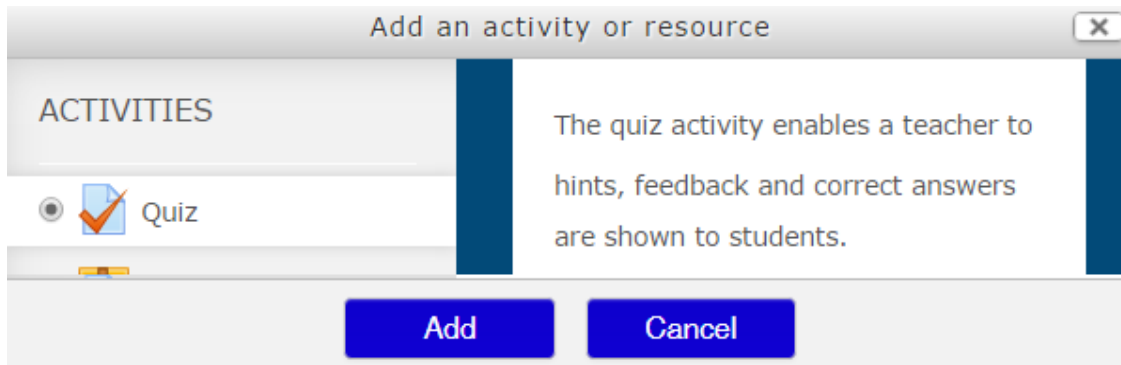 Add an activity or resource
ACTIVITIES
Quiz
The quiz activity enables a teacher to
hints, feedback and correct answers
are shown to students.
Add
Cancel